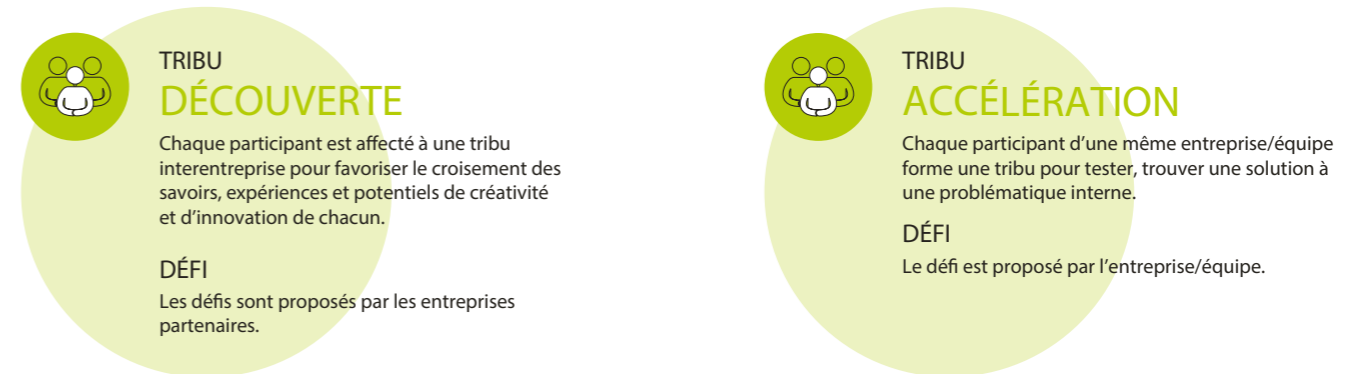 TRIBU
DÉCOUVERTE
Chaque participant est affecté à une tribu
interentreprise pour favoriser le croisement des
savoirs, expériences et potentiels de créativité
et d’innovation de chacun.
DÉFI
Les défis sont proposés par les entreprises
partenaires.
TRIBU
ACCÉLÉRATION
Chaque participant d’une même entreprise/équipe
forme une tribu pour tester, trouver une solution à
une problématique interne.
DÉFI
Le défi est proposé par l’entreprise/équipe.